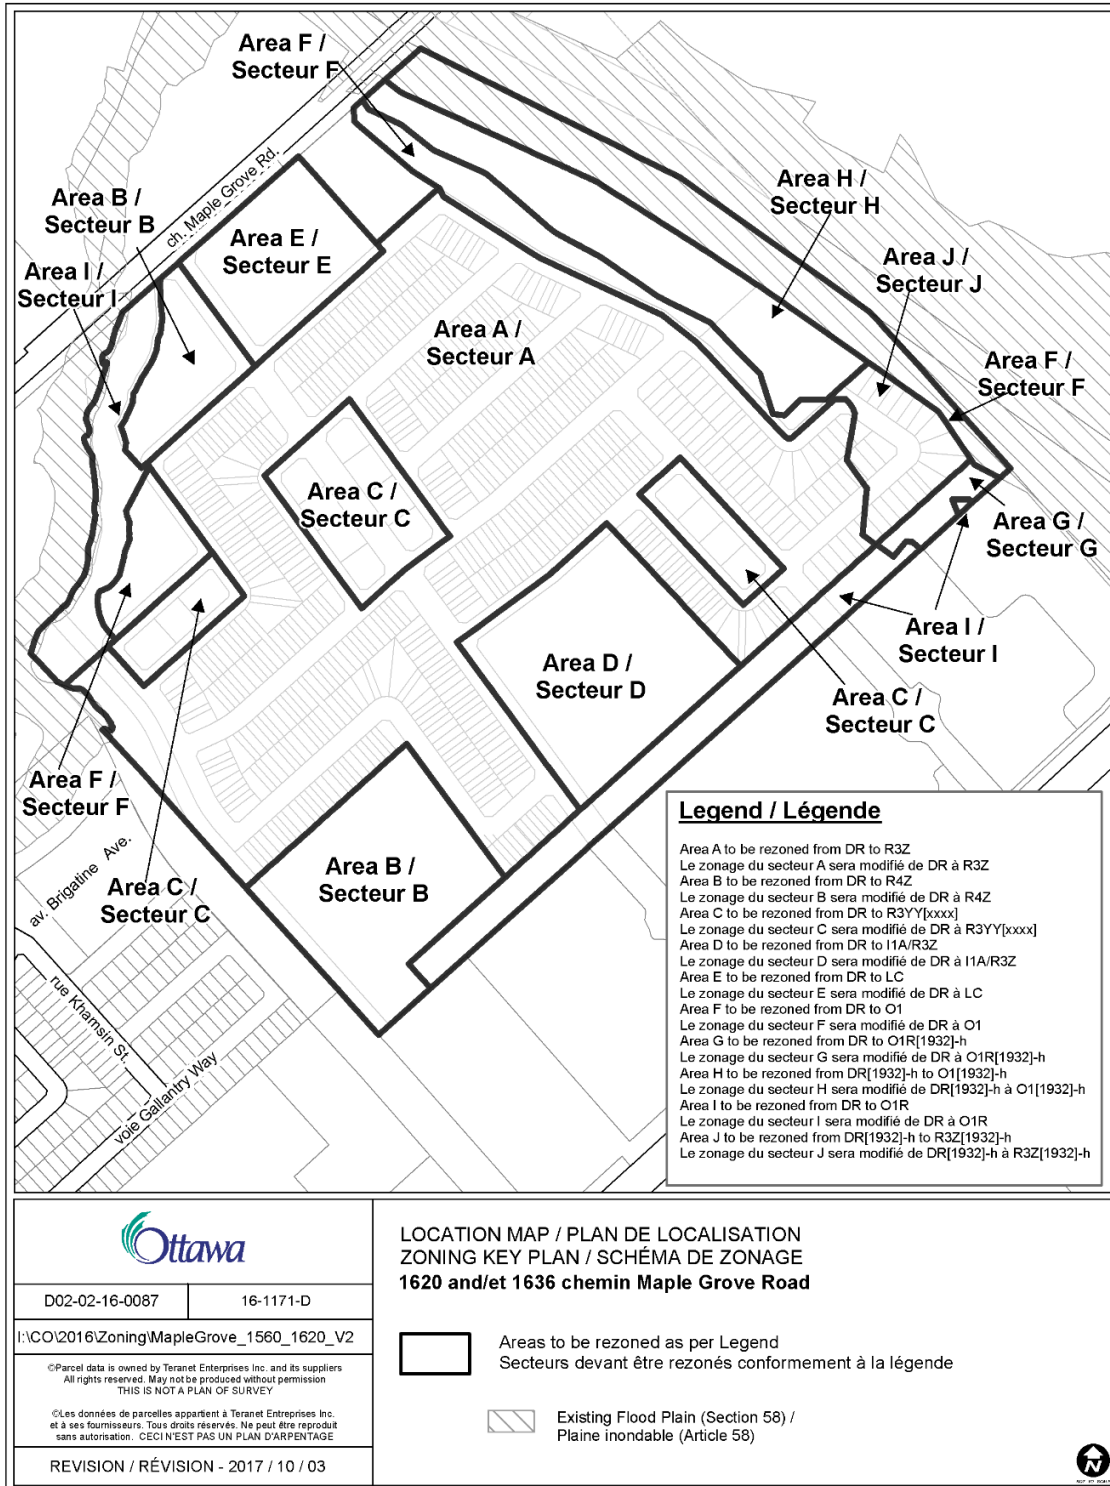 Area F /
Secteur F
ch. Maple Grove Rd.
Area B /
Secteur B
Area E /
Secteur E
Area I /
Secteur I
Area H /
Secteur H
Area J /
Secteur J
Area A /
Secteur A
Area F /
Secteur F
Area C /
Secteur C
Area G /
Secteur G
Area I /
Secteur I
Area D /
Secteur D
Area C /
Secteur C
Area F /
Secteur F
Area C /
Secteur C
Area B /
Secteur B
av. Brigatine Ave.
rue Khamsin St.
voie Gallantry Way
Legend / Légende
Area A to be rezoned from DR to R3Z
Le zonage du secteur A sera modifié de DR à R3Z
Area B to be rezoned from DR to R4Z
Le zonage du secteur B sera modifié de DR à R4Z
Area C to be rezoned from DR to R3YY[xxxx]
Le zonage du secteur C sera modifié de DR à R3YY[xxxx]
Area D to be rezoned from DR to I1A/R3Z
Le zonage du secteur D sera modifié de DR à I1A/R3Z
Area E to be rezoned from DR to LC
Le zonage du secteur E sera modifié de DR à LC
Area F to be rezoned from DR to O1
Le zonage du secteur F sera modifié de DR à O1
Area G to be rezoned from DR to O1R[1932]-h
Le zonage du secteur G sera modifié de DR à O1R[1932]-h
Area H to be rezoned from DR[1932]-h to O1[1932]-h
Le zonage du secteur H sera modifié de DR[1932]-h à O1[1932]-h
Area I to be rezoned from DR to O1R
Le zonage du secteur I sera modifié de DR à O1R
Area J to be rezoned from DR[1932]-h to R3Z[1932]-h
Le zonage du secteur J sera modifié de DR[1932]-h à R3Z[1932]-h
Ottawa
D02-02-16-0087
16-1171-D
I:\CO\2016\Zoning\MapleGrove_1560_1620_V2
©Parcel data is owned by Teranet Enterprises Inc. and its suppliers
All rights reserved. May not be produced without permission
THIS IS NOT A PLAN OF SURVEY
©Les données de parcelles appartient à Teranet Entreprises Inc.
et à ses fournisseurs. Tous droits réservés. Ne peut être reproduit
sans autorisation. CECI N'EST PAS UN PLAN D'ARPENTAGE
REVISION / RÉVISION - 2017 / 10 / 03
LOCATION MAP / PLAN DE LOCALISATION
ZONING KEY PLAN / SCHÉMA DE ZONAGE
1620 and/et 1636 chemin Maple Grove Road
Areas to be rezoned as per Legend
Secteurs devant être rezonés conformement à la légende
Existing Flood Plain (Section 58) /
Plaine inondable (Article 58)
N